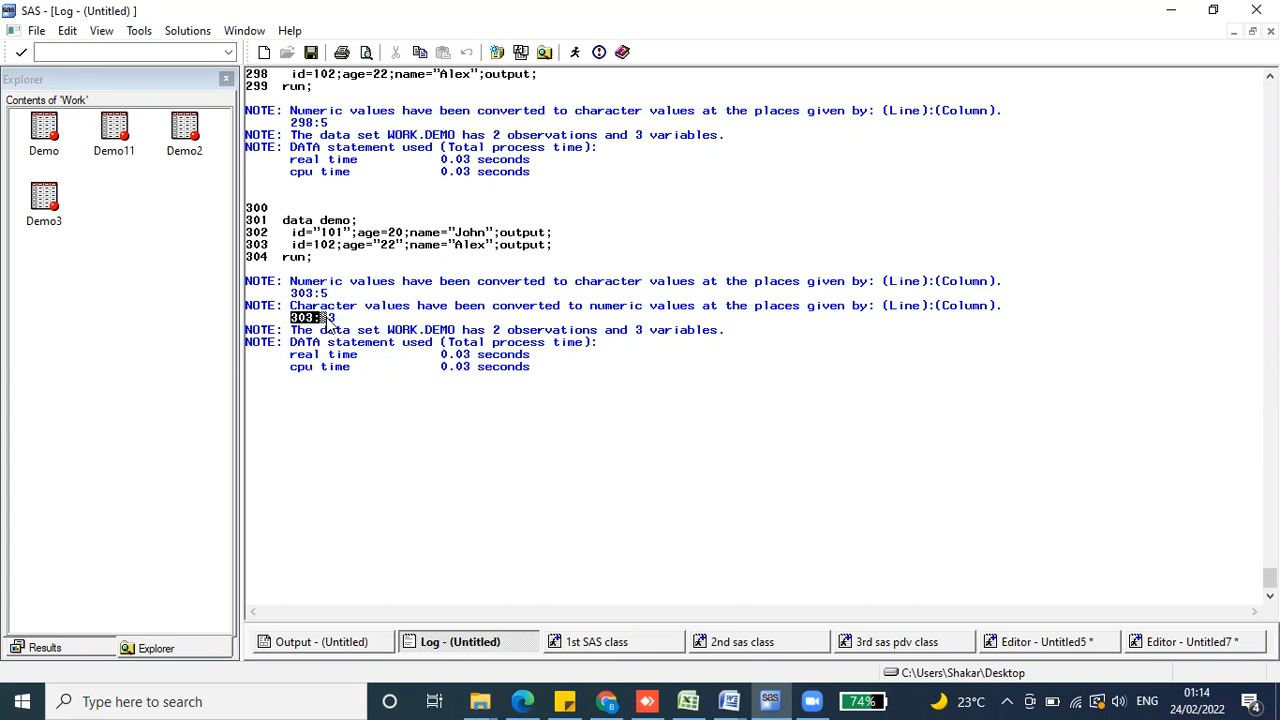 SAS - [Log - (Untitled) ]
File Edit View Tools Solutions Window Help
Explorer
Contents of 'Work'
Demo Demo11 Demo2
Demo3
298 id=102;age=22;name="Alex";output;
299 run;
NOTE: Numeric values have been converted to character values at the places given by: (Line):(Column).
298:5
NOTE: The data set WORK.DEMO has 2 observations and 3 variables.
NOTE: DATA statement used (Total process time):
real time 0.03 seconds
cpu time 0.03 seconds
300
301 data demo;
302 id="101";age=20;name="John";output;
303 id=102;age="22";name="Alex";output;
304 run;
NOTE: Numeric values have been converted to character values at the places given by: (Line):(Column).
303:5
NOTE: Character values have been converted to numeric values at the places given by: (Line):(Column).
NOTE: The data set WORK.DEMO has 2 observations and 3 variables.
NOTE: DATA statement used (Total process time):
real time 0.03 seconds
cpu time 0.03 seconds
Results Explorer
Output - (Untitled) Log - (Untitled) 1st SAS class 2nd sas class 3rd sas pdv class Editor - Untitled5 * Editor - Untitled7 *
C:\Users\Shakar\Desktop
Type here to search
74%
23°C
ENG
01:14
24/02/2022
4